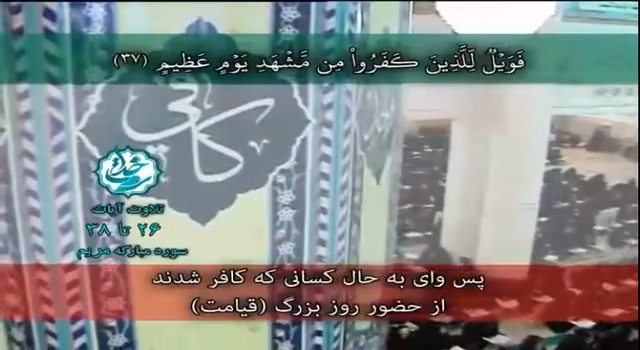 فَوَيْلٌ لِّلَّذِينَ كَفَرُواْ مِن مَّشْهَدِ يَوْمٍ عَظِيمٍ (٣٧)
كافي
تلاوت آیات
۲۶ تا ۳۸
سوره مبارکه مریم
پس وای به حال کسانی که کافر شدند
از حضور روز بزرگ (قیامت)